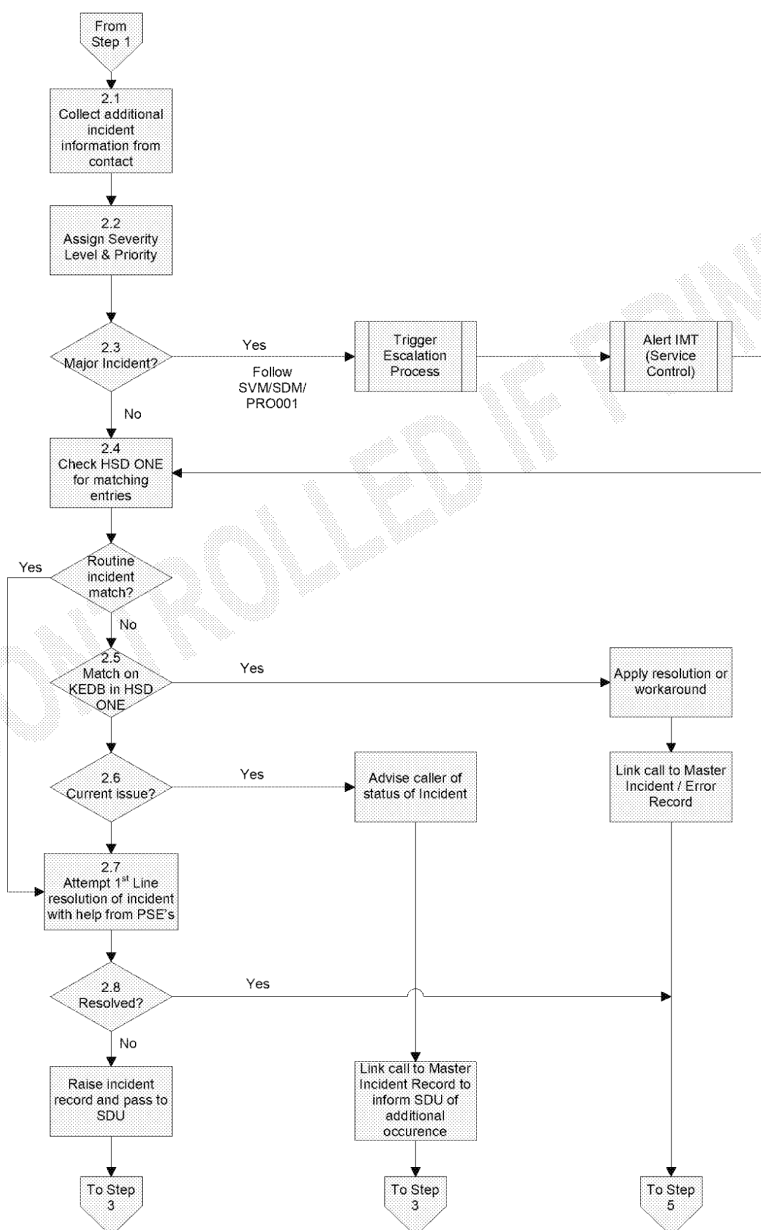 From
Step 1
2.1
Collect additional
incident
information from
contact
2.2
Assign Severity
Level & Priority
2.3
Major Incident?
Yes
Follow
SVM/SDM/
PRO001
Trigger
Escalation
Process
Alert IMT
(Service
Control)
No
2.4
Check HSD ONE
for matching
entries
Routine
incident
match?
Yes
No
2.5
Match on
KEDB in HSD
ONE
Yes
Apply resolution or
workaround
2.6
Current issue?
Yes
Advise caller of
status of Incident
Link call to Master
Incident / Error
Record
2.7
Attempt 1st Line
resolution of incident
with help from PSE's
2.8
Resolved?
Yes
No
Raise incident
record and pass to
SDU
Link call to Master
Incident Record to
inform SDU of
additional
occurence
To Step
3
To Step
3
To Step
5
ONTROLLED IF PRIN